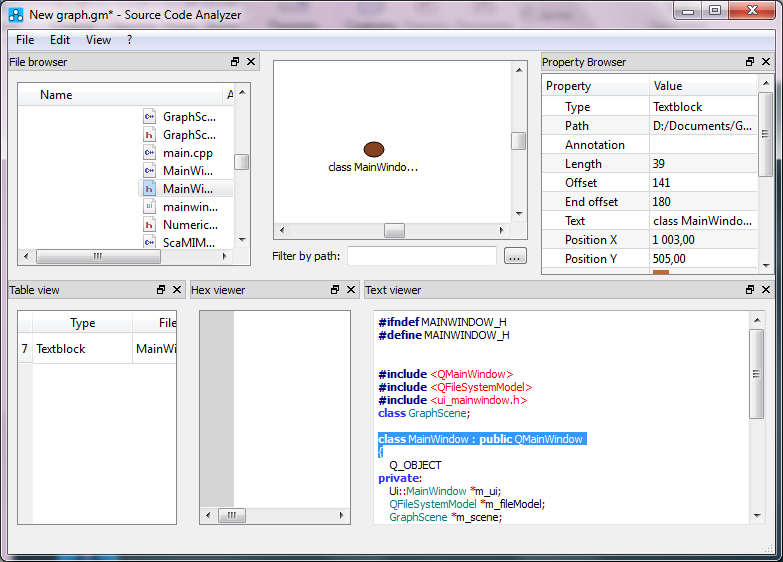 New graph.gm* - Source Code Analyzer
File Edit View ?
File browser
Name A
GraphSc...
GraphSc...
main.cpp
MainWi...
MainWi...
mainwin...
Numeric...
ScaMIM...
class MainWindo...
Filter by path:
...
Property Browser
Property Value
Type Textblock
Path D:/Documents/G...
Annotation
Length 39
Offset 141
End offset 180
Text class MainWindo...
Position X 1 003,00
Position Y 505,00
Table view
Type File
7 Textblock MainWi
Hex viewer
Text viewer
#ifndef MAINWINDOW_H
#define MAINWINDOW_H
#include <QMainWindow>
#include <QFileSystemModel>
#include <ui_mainwindow.h>
class GraphScene;
class MainWindow : public QMainWindow
{
Q_OBJECT
private:
Ui::MainWindow *m_ui;
QFileSystemModel *m_fileModel;
GraphScene *m_scene;